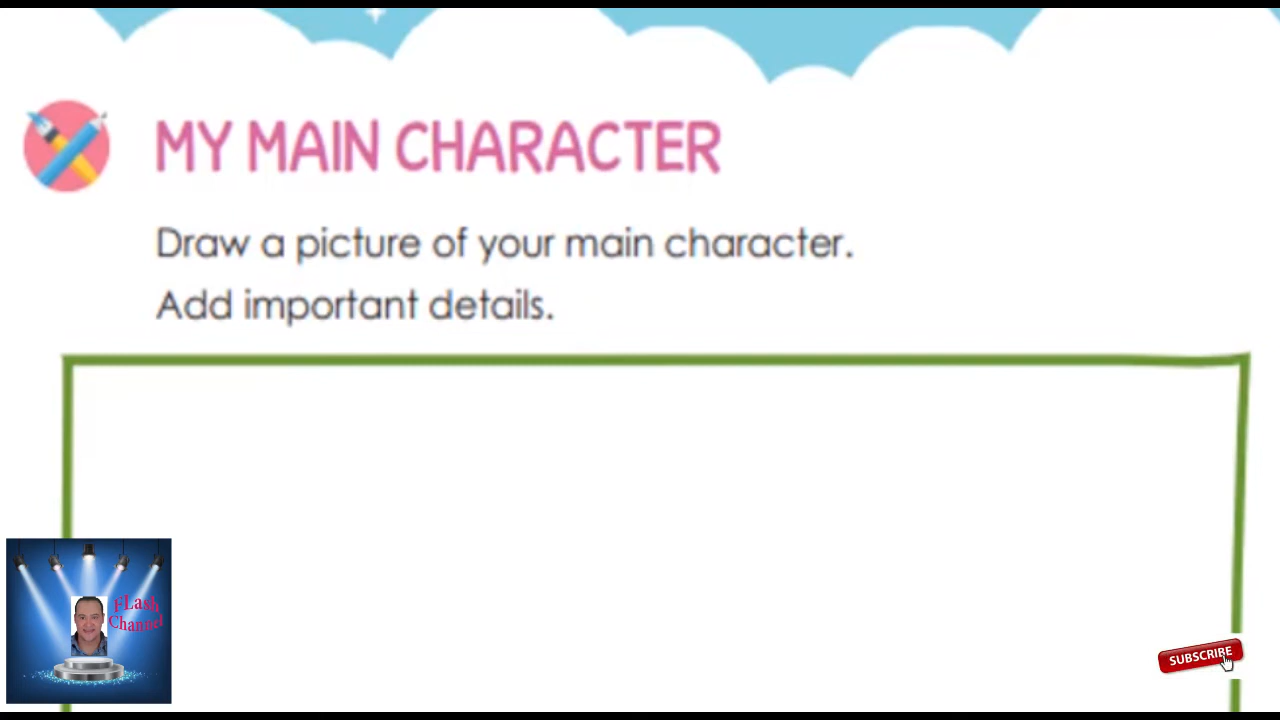 MY MAIN CHARACTER
Draw a picture of your main character.
Add important details.
FLash
Channel
SUBSCRIBE